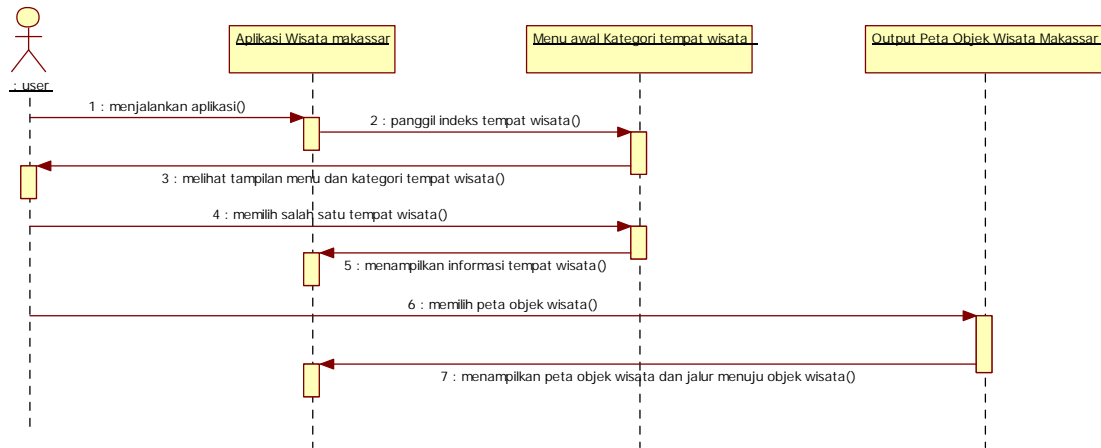 Aplikasi Wisata makassar
Menu awal Kategori tempat wisata
Output Peta Objek Wisata Makassar
: user
1 : menjalankan aplikasi()
2 : panggil indeks tempat wisata()
3 : melihat tampilan menu dan kategori tempat wisata()
4 : memilih salah satu tempat wisata()
5 : menampilkan informasi tempat wisata()
6 : memilih peta objek wisata()
7 : menampilkan peta objek wisata dan jalur menuju objek wisata()